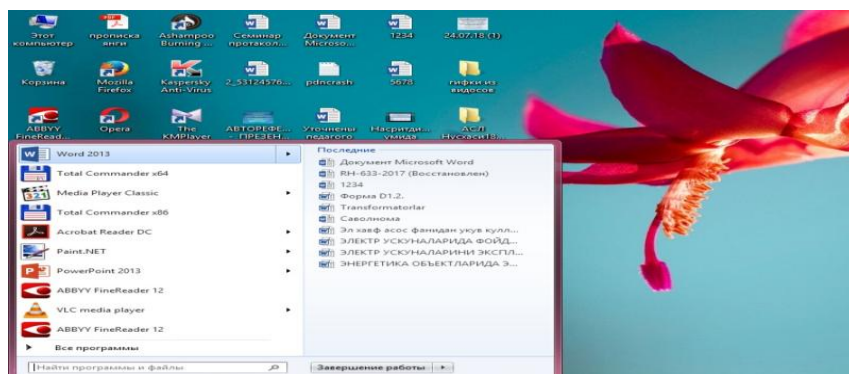 Этот компьютер
прописка янги
Ashampoo Burning ...
Семинар протакол...
Документ Microso...
1234
24.07.18 (1)
Корзина
Mozilla Firefox
Kaspersky Anti-Virus
2_53124576...
pdncrash
5678
гифки из видосов
ABBYY FineRead...
Opera
The KMPlayer
АВТОРЕФЕ... - ПРЕЗЕН...
Уточнены педагого...
Насритди... умида
АСЛ
Word 2013
Total Commander x64
Media Player Classic
Total Commander x86
Acrobat Reader DC
Paint.NET
PowerPoint 2013
ABBYY FineReader 12
VLC media player
ABBYY FineReader 12
Все программы
Найти программы и файлы
Последние
Документ Microsoft Word
RH-633-2017 (Восстановлен)
1234
Форма D1.2.
Transformatorlar
Саволнома
Эл хавф асос фанидан укув кулл...
ЭЛЕКТР УСКУНАЛАРИДА ФОЙД...
ЭЛЕКТР УСКУНАЛАРИНИ ЭКСПЛ...
ЭНЕРГЕТИКА ОБЪЕКТЛАРИДА Э...
Завершение работы